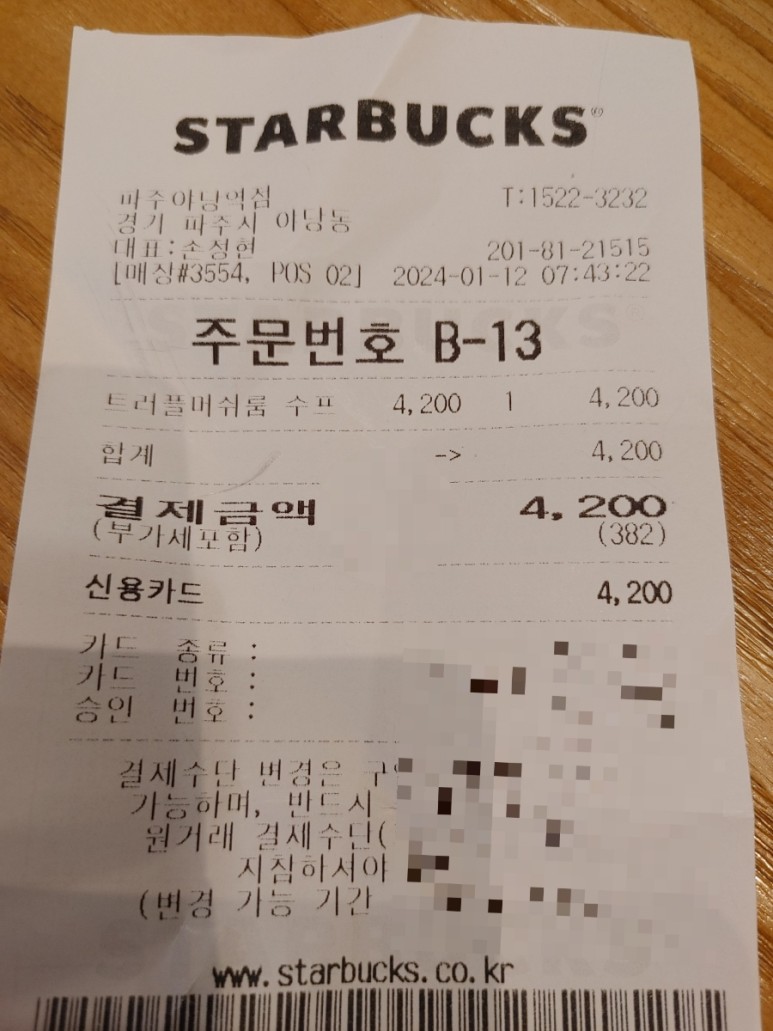 STARBUCKS®
파주야당역점 T:1522-3232
경기 파주시 야당동
대표:손정현 201-81-21515
[매장#3554, POS 02] 2024-01-12 07:43:22
주문번호 B-13
트러플머쉬룸 수프 4,200 1 4,200
합계 -> 4,200
결제금액 4,200
(부가세포함) (382)
신용카드 4,200
카드 종류 :
카드 번호 :
승인 번호 :
결제수단 변경은
가능하며, 반드시
원거래 결제수단(
지참하셔야
(변경 가능 기간
www.starbucks.co.kr